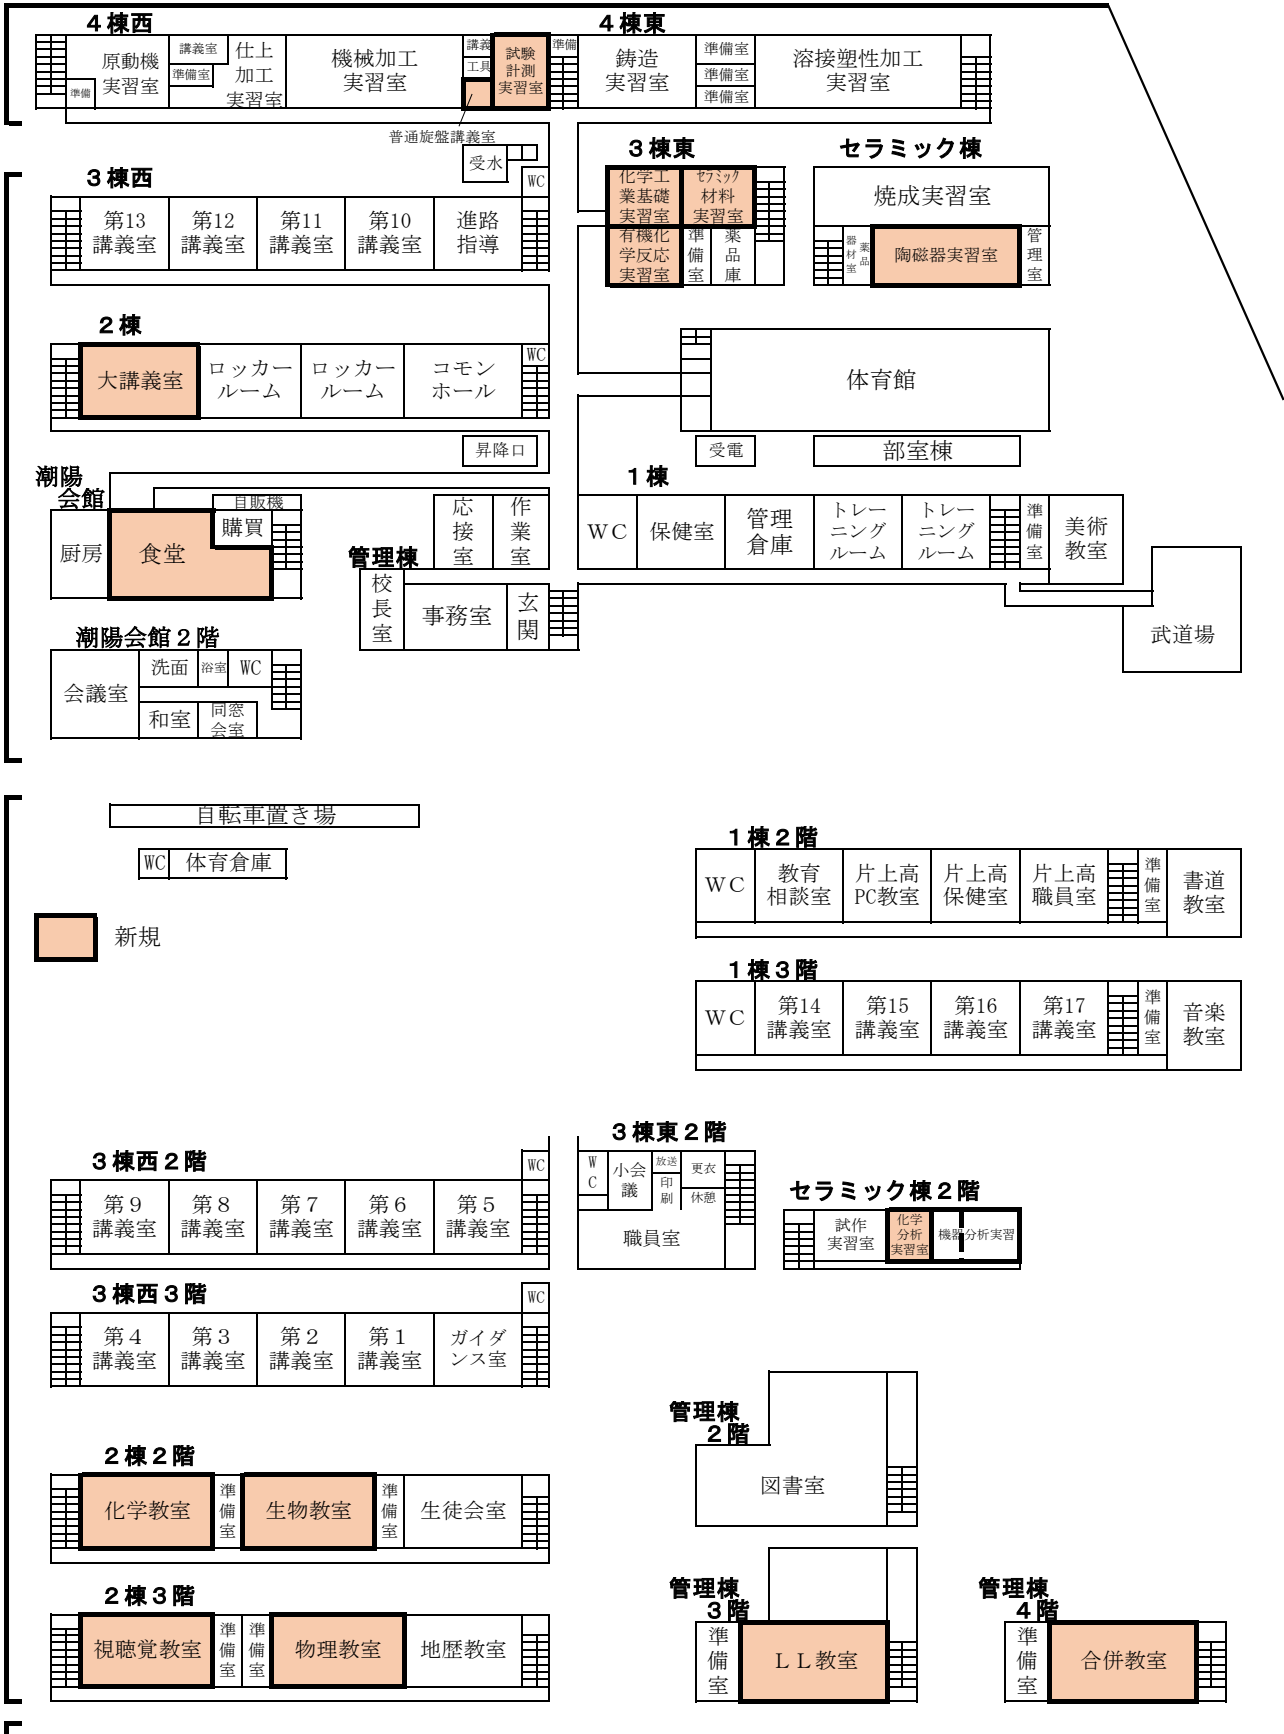 ４棟西
４棟東
原動機
実習室
準備
講義室
準備室
仕上
加工
実習室
機械加工
実習室
講義
工具
試験
計測
実習室
準備
鋳造
実習室
準備室
準備室
準備室
溶接塑性加工
実習室
普通旋盤講義室
受水
３棟西
WC
第13
講義室
第12
講義室
第11
講義室
第10
講義室
進路
指導
３棟東
化学工
業基礎
実習室
セラミック
材料
実習室
有機化
学反応
実習室
準
備
室
薬
品
庫
セラミック棟
焼成実習室
器
材
室
薬
品
陶磁器実習室
管
理
室
２棟
大講義室
ロッカー
ルーム
ロッカー
ルーム
コモン
ホール
WC
体育館
昇降口
受電
部室棟
潮陽
会館
厨房
食堂
自販機
購買
管理棟
応
接
室
作
業
室
校
長
室
事務室
玄
関
１棟
ＷＣ
保健室
管理
倉庫
トレー
ニング
ルーム
トレー
ニング
ルーム
準
備
室
美術
教室
武道場
潮陽会館２階
会議室
洗面
浴室
WC
和室
同窓
会室
自転車置き場
WC
体育倉庫
新規
１棟２階
ＷＣ
教育
相談室
片上高
PC教室
片上高
保健室
片上高
職員室
準
備
室
書道
教室
１棟３階
ＷＣ
第14
講義室
第15
講義室
第16
講義室
第17
講義室
準
備
室
音楽
教室
３棟西２階
WC
第９
講義室
第８
講義室
第７
講義室
第６
講義室
第５
講義室
３棟東２階
W
C
小会
議
放送
印
刷
更衣
休憩
職員室
セラミック棟２階
試作
実習室
化学
分析
実習室
機器分析実習
３棟西３階
WC
第４
講義室
第３
講義室
第２
講義室
第１
講義室
ガイダ
ンス室
管理棟
２階
図書室
２棟２階
化学教室
準
備
室
生物教室
準
備
室
生徒会室
２棟３階
視聴覚教室
準
備
室
準
備
室
物理教室
地歴教室
管理棟
３階
準
備
室
ＬＬ教室
管理棟
４階
準
備
室
合併教室